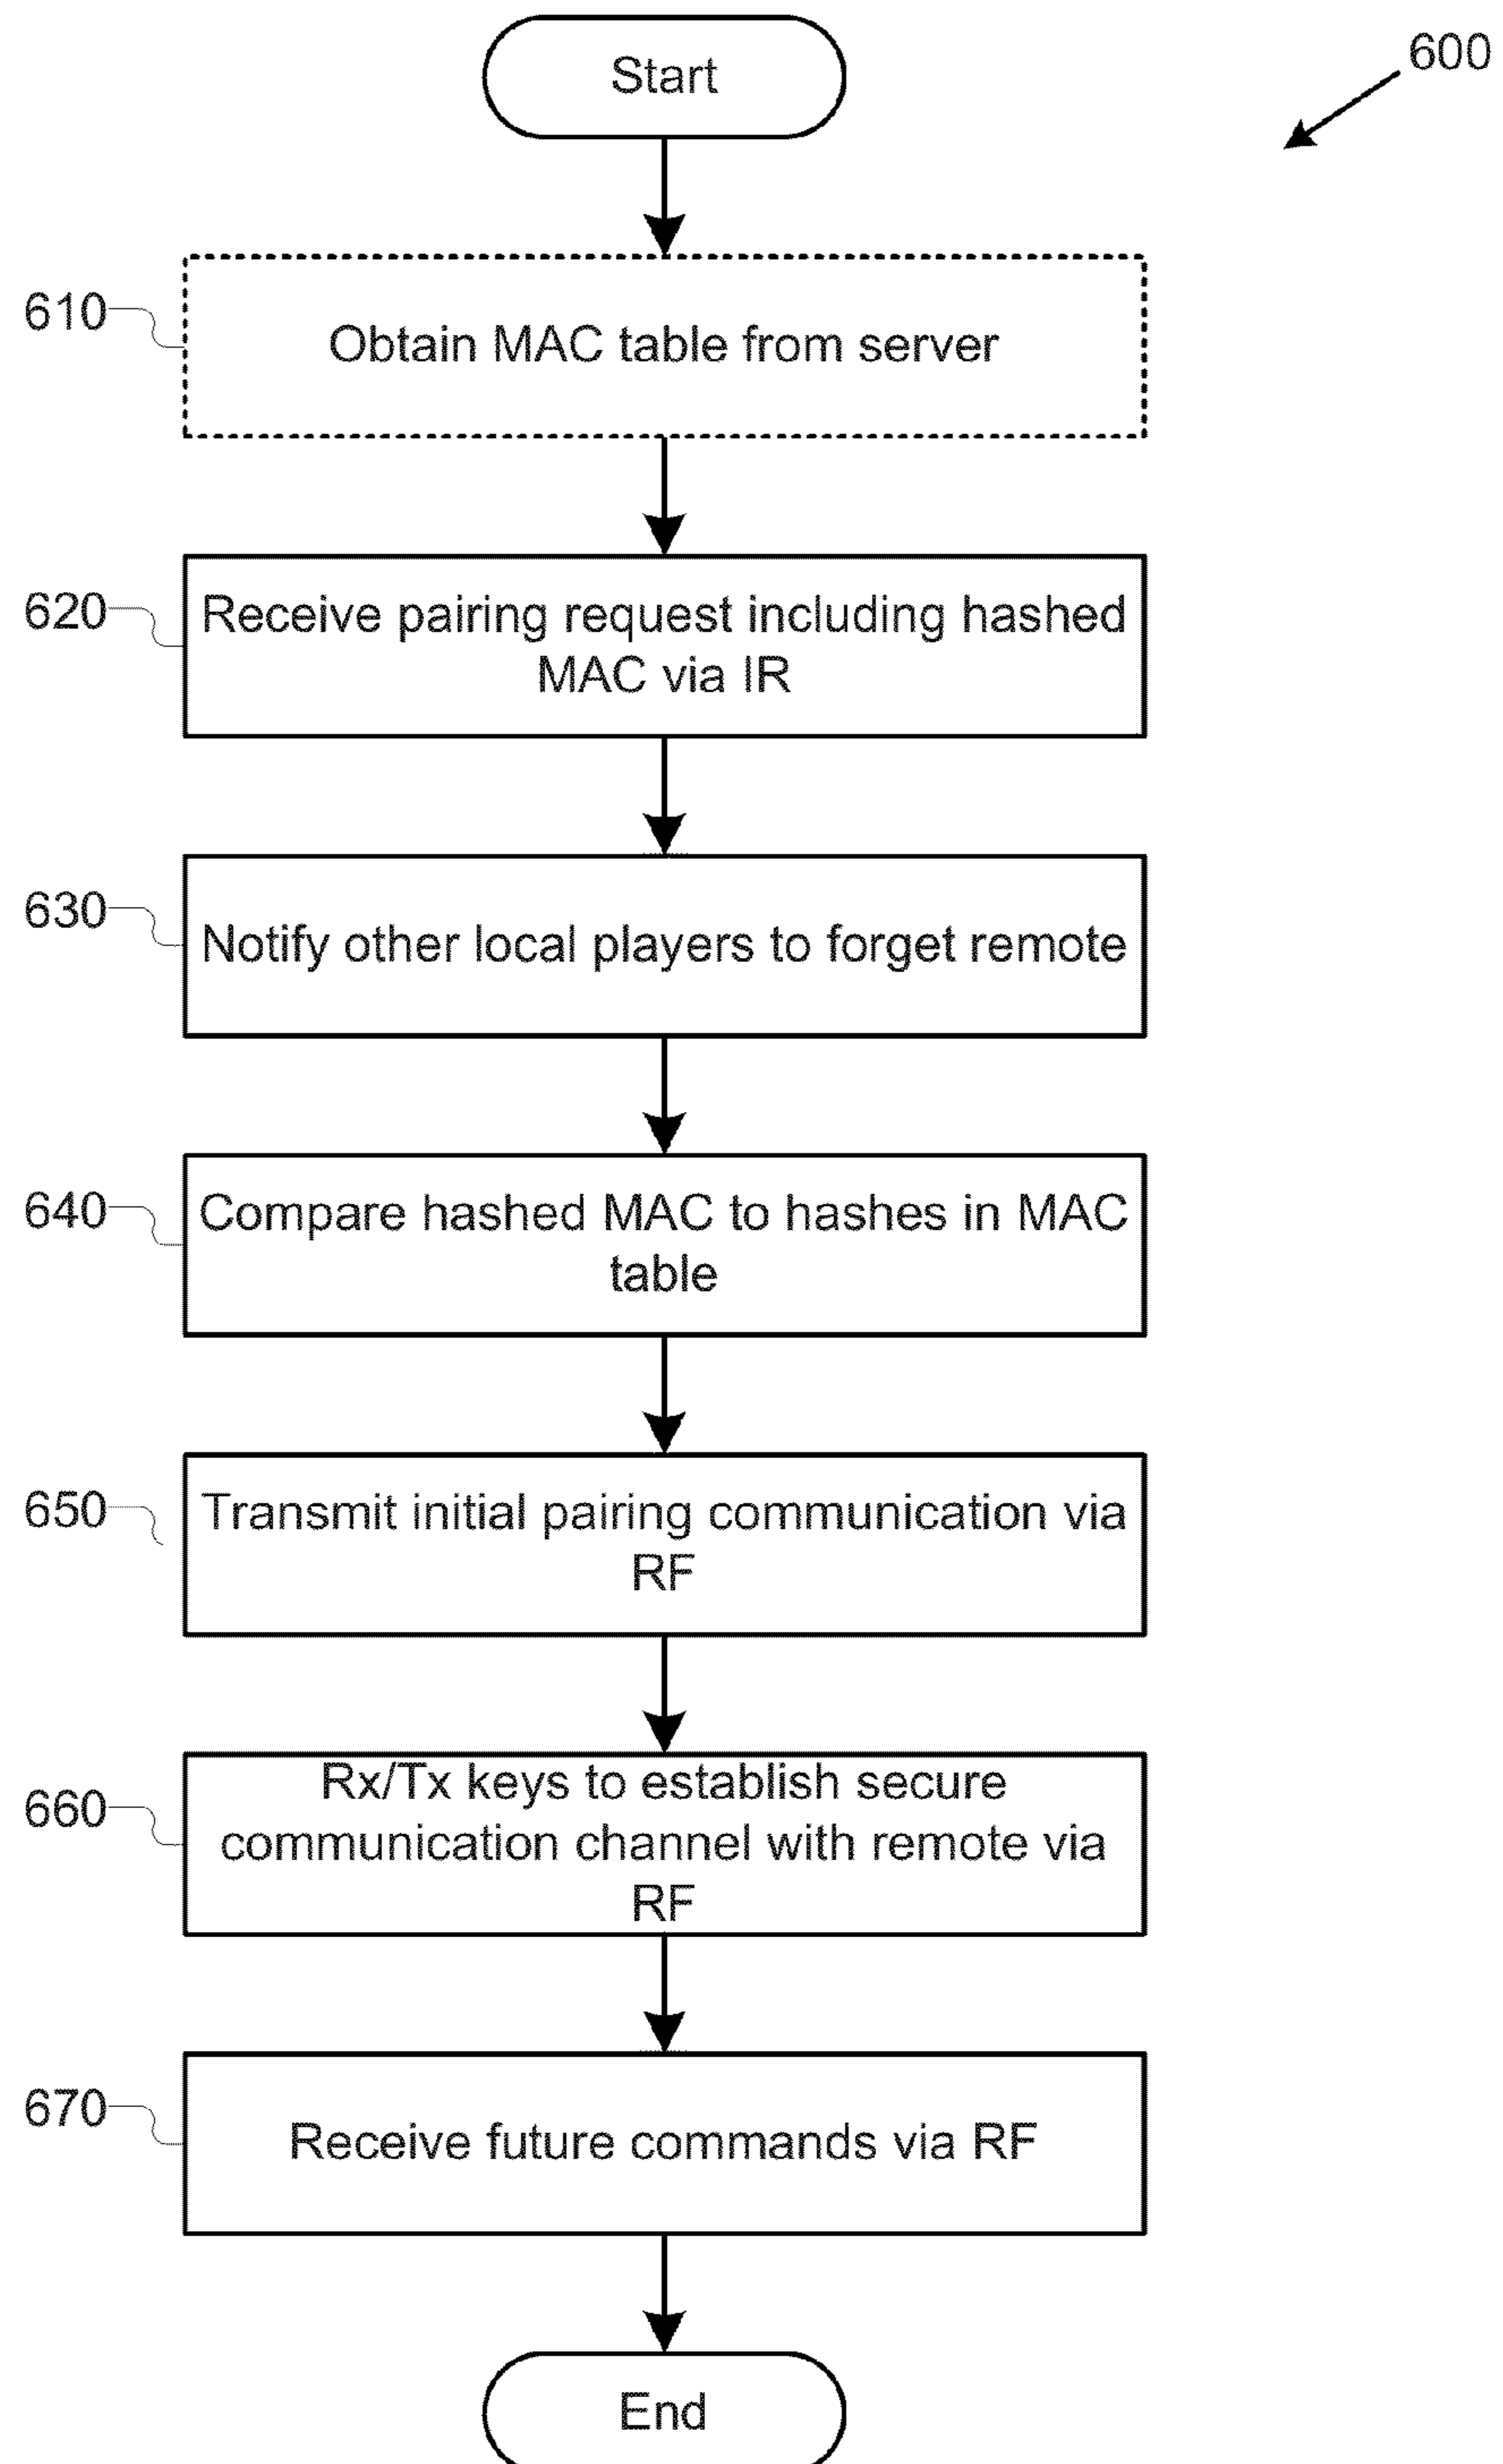 Start
600
610
Obtain MAC table from server
620
Receive pairing request including hashed
MAC via IR
630
Notify other local players to forget remote
640
Compare hashed MAC to hashes in MAC
table
650
Transmit initial pairing communication via
RF
660
Rx/Tx keys to establish secure
communication channel with remote via
RF
670
Receive future commands via RF
End